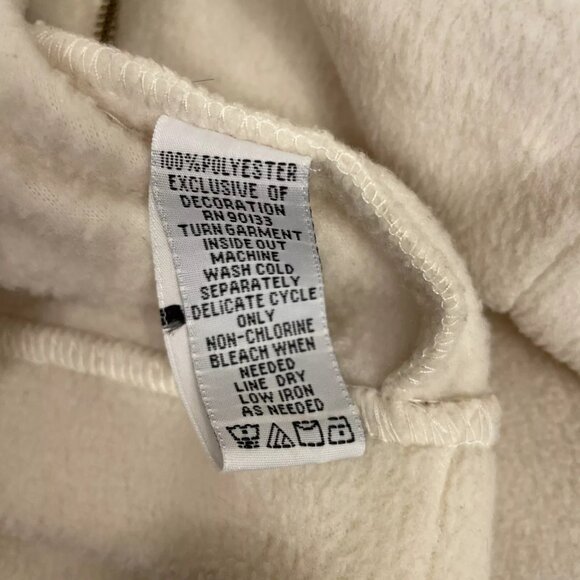 100%POLYESTER
EXCLUSIVE OF
DECORATION
RN 90133
TURN GARMENT
INSIDE OUT
MACHINE
WASH COLD
SEPARATELY
DELICATE CYCLE
ONLY
NON-CHLORINE
BLEACH WHEN
NEEDED
LINE DRY
LOW IRON
AS NEEDED